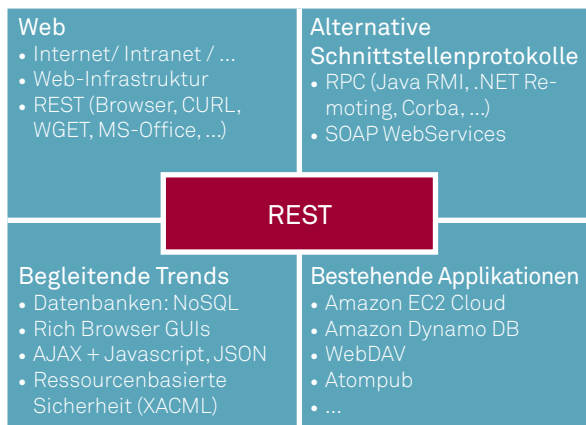 Web
• Internet/ Intranet / ...
• Web-Infrastruktur
• REST (Browser, CURL,
WGET, MS-Office, ...)
Alternative
Schnittstellenprotokolle
• RPC (Java RMI, .NET Re-
moting, Corba, ...)
• SOAP WebServices
REST
Begleitende Trends
• Datenbanken: NoSQL
• Rich Browser GUIs
• AJAX + Javascript, JSON
• Ressourcenbasierte
Sicherheit (XACML)
Bestehende Applikationen
• Amazon EC2 Cloud
• Amazon Dynamo DB
• WebDAV
• Atompub
• ...